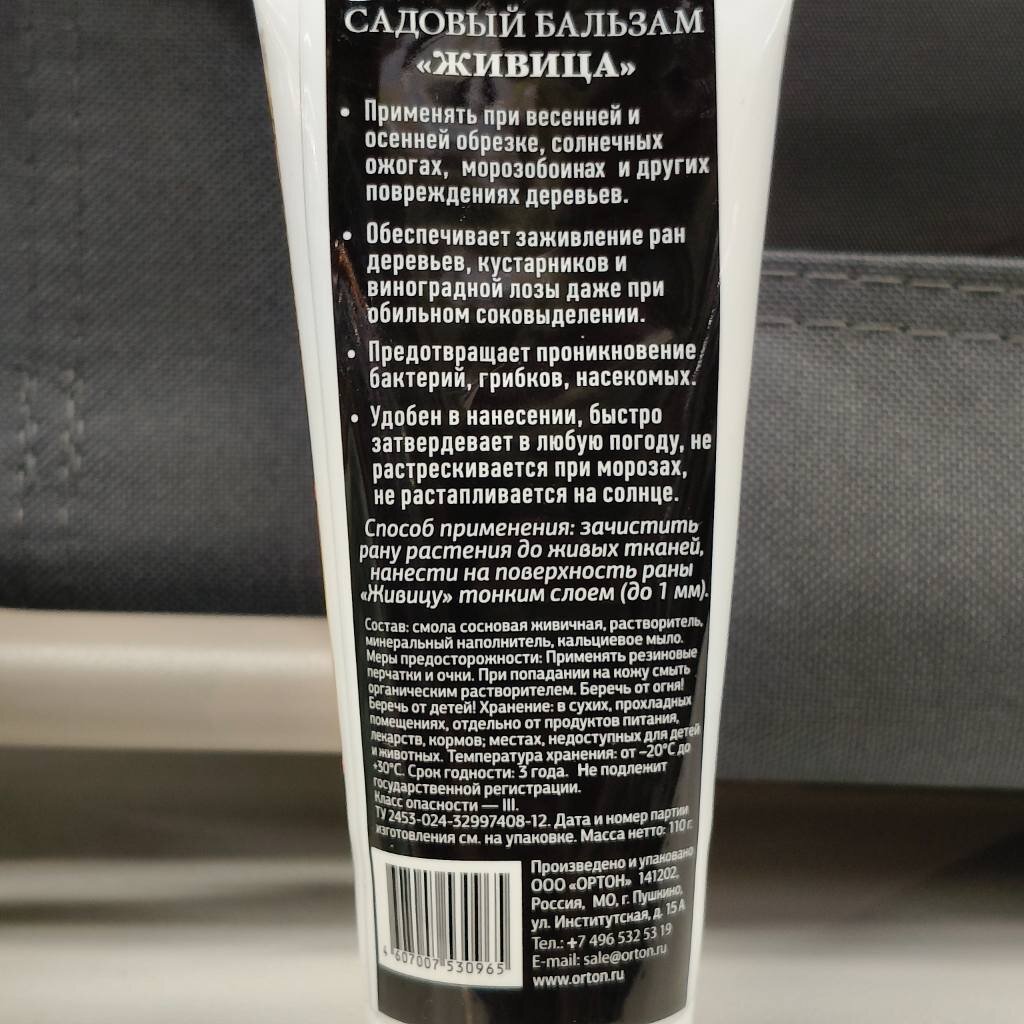 САДОВЫЙ БАЛЬЗАМ
«ЖИВИЦА»
• Применять при весенней и
осенней обрезке, солнечных
ожогах, морозобоинах и других
повреждениях деревьев.
• Обеспечивает заживление ран
деревьев, кустарников и
виноградной лозы даже при
обильном соковыделении.
• Предотвращает проникновение
бактерий, грибков, насекомых.
• Удобен в нанесении, быстро
затвердевает в любую погоду, не
растрескивается при морозах,
не растапливается на солнце.
Способ применения: зачистить
рану растения до живых тканей,
нанести на поверхность раны
«Живицу» тонким слоем (до 1 мм).
Состав: смола сосновая живичная, растворитель,
минеральный наполнитель, кальциевое мыло.
Меры предосторожности: Применять резиновые
перчатки и очки. При попадании на кожу смыть
органическим растворителем. Беречь от огня!
Беречь от детей! Хранение: в сухих, прохладных
помещениях, отдельно от продуктов питания,
лекарств, кормов; местах, недоступных для детей
и животных. Температура хранения: от –20°С до
+30°С. Срок годности: 3 года. Не подлежит
государственной регистрации.
Класс опасности — III.
ТУ 2453-024-32997408-12. Дата и номер партии
изготовления см. на упаковке. Масса нетто: 110 г.
Произведено и упаковано
ООО «ОРТОН» 141202,
Россия, МО, г. Пушкино,
ул. Институтская, д. 15 А
Тел.: +7 496 532 53 19
E-mail: sale@orton.ru
www.orton.ru
4 607007 530965